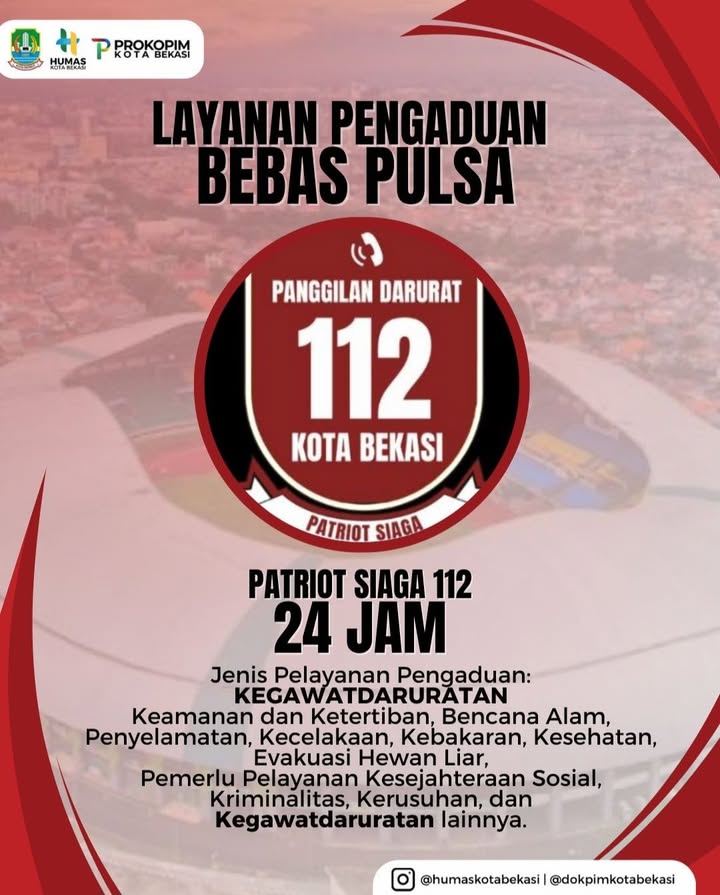 HUMAS
KOTA BEKASI
PROKOPIM
KOTA BEKASI
LAYANAN PENGADUAN
BEBAS PULSA
PANGGILAN DARURAT
112
KOTA BEKASI
PATRIOT SIAGA
PATRIOT SIAGA 112
24 JAM
Jenis Pelayanan Pengaduan:
KEGAWATDARURATAN
Keamanan dan Ketertiban, Bencana Alam,
Penyelamatan, Kecelakaan, Kebakaran, Kesehatan,
Evakuasi Hewan Liar,
Pemerlu Pelayanan Kesejahteraan Sosial,
Kriminalitas, Kerusuhan, dan
Kegawatdaruratan lainnya.
@humaskotabekasi | @dokpimkotabekasi